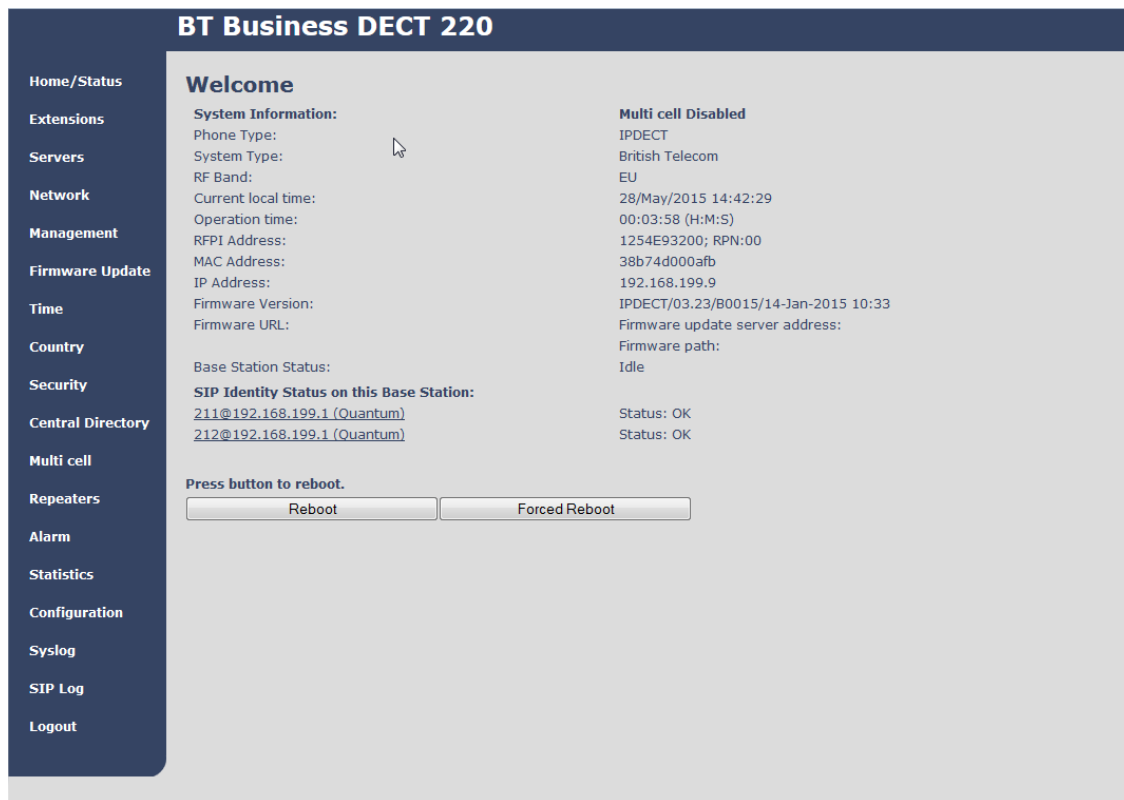 BT Business DECT 220
Home/Status
Extensions
Servers
Network
Management
Firmware Update
Time
Country
Security
Central Directory
Multi cell
Repeaters
Alarm
Statistics
Configuration
Syslog
SIP Log
Logout
Welcome
System Information: Multi cell Disabled
Phone Type: IPDECT
System Type: British Telecom
RF Band: EU
Current local time: 28/May/2015 14:42:29
Operation time: 00:03:58 (H:M:S)
RFPI Address: 1254E93200; RPN:00
MAC Address: 38b74d000afb
IP Address: 192.168.199.9
Firmware Version: IPDECT/03.23/B0015/14-Jan-2015 10:33
Firmware URL: Firmware update server address:
Firmware path:
Base Station Status: Idle
SIP Identity Status on this Base Station:
211@192.168.199.1 (Quantum) Status: OK
212@192.168.199.1 (Quantum) Status: OK
Press button to reboot.
Reboot Forced Reboot